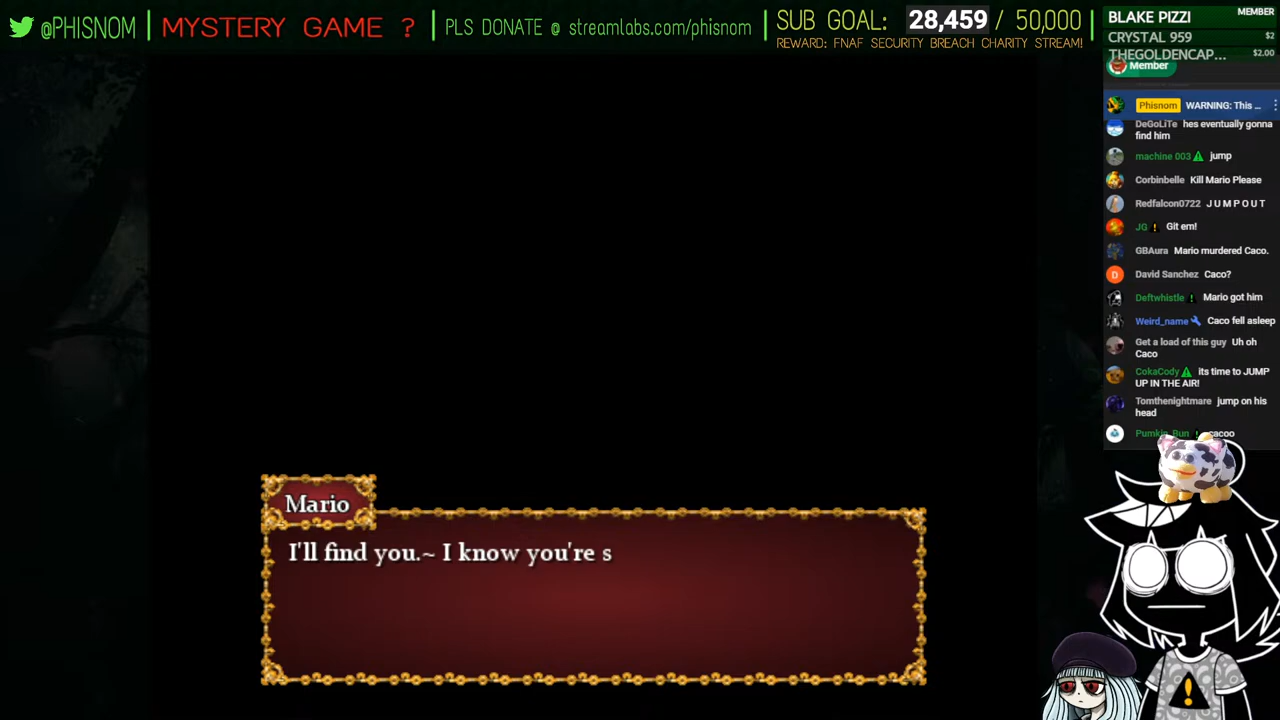 @PHISNOM
MYSTERY GAME ?
PLS DONATE @ streamlabs.com/phisnom
SUB GOAL: 28,459 / 50,000
REWARD: FNAF SECURITY BREACH CHARITY STREAM!
BLAKE PIZZI MEMBER
CRYSTAL 959 $2
THEGOLDENCAP... $2.00
Member
Phisnom WARNING: This ...
DeGoLiTe hes eventually gonna
find him
machine 003 jump
Corbinbelle Kill Mario Please
Redfalcon0722 J U M P O U T
JG Git em!
GBAura Mario murdered Caco.
D David Sanchez Caco?
Deftwhistle Mario got him
Weird_name Caco fell asleep
Get a load of this guy Uh oh
Caco
CokaCody its time to JUMP
UP IN THE AIR!
Tomthenightmare jump on his
head
Pumkin_Bun cacoo
Mario
I'll find you.~ I know you're s